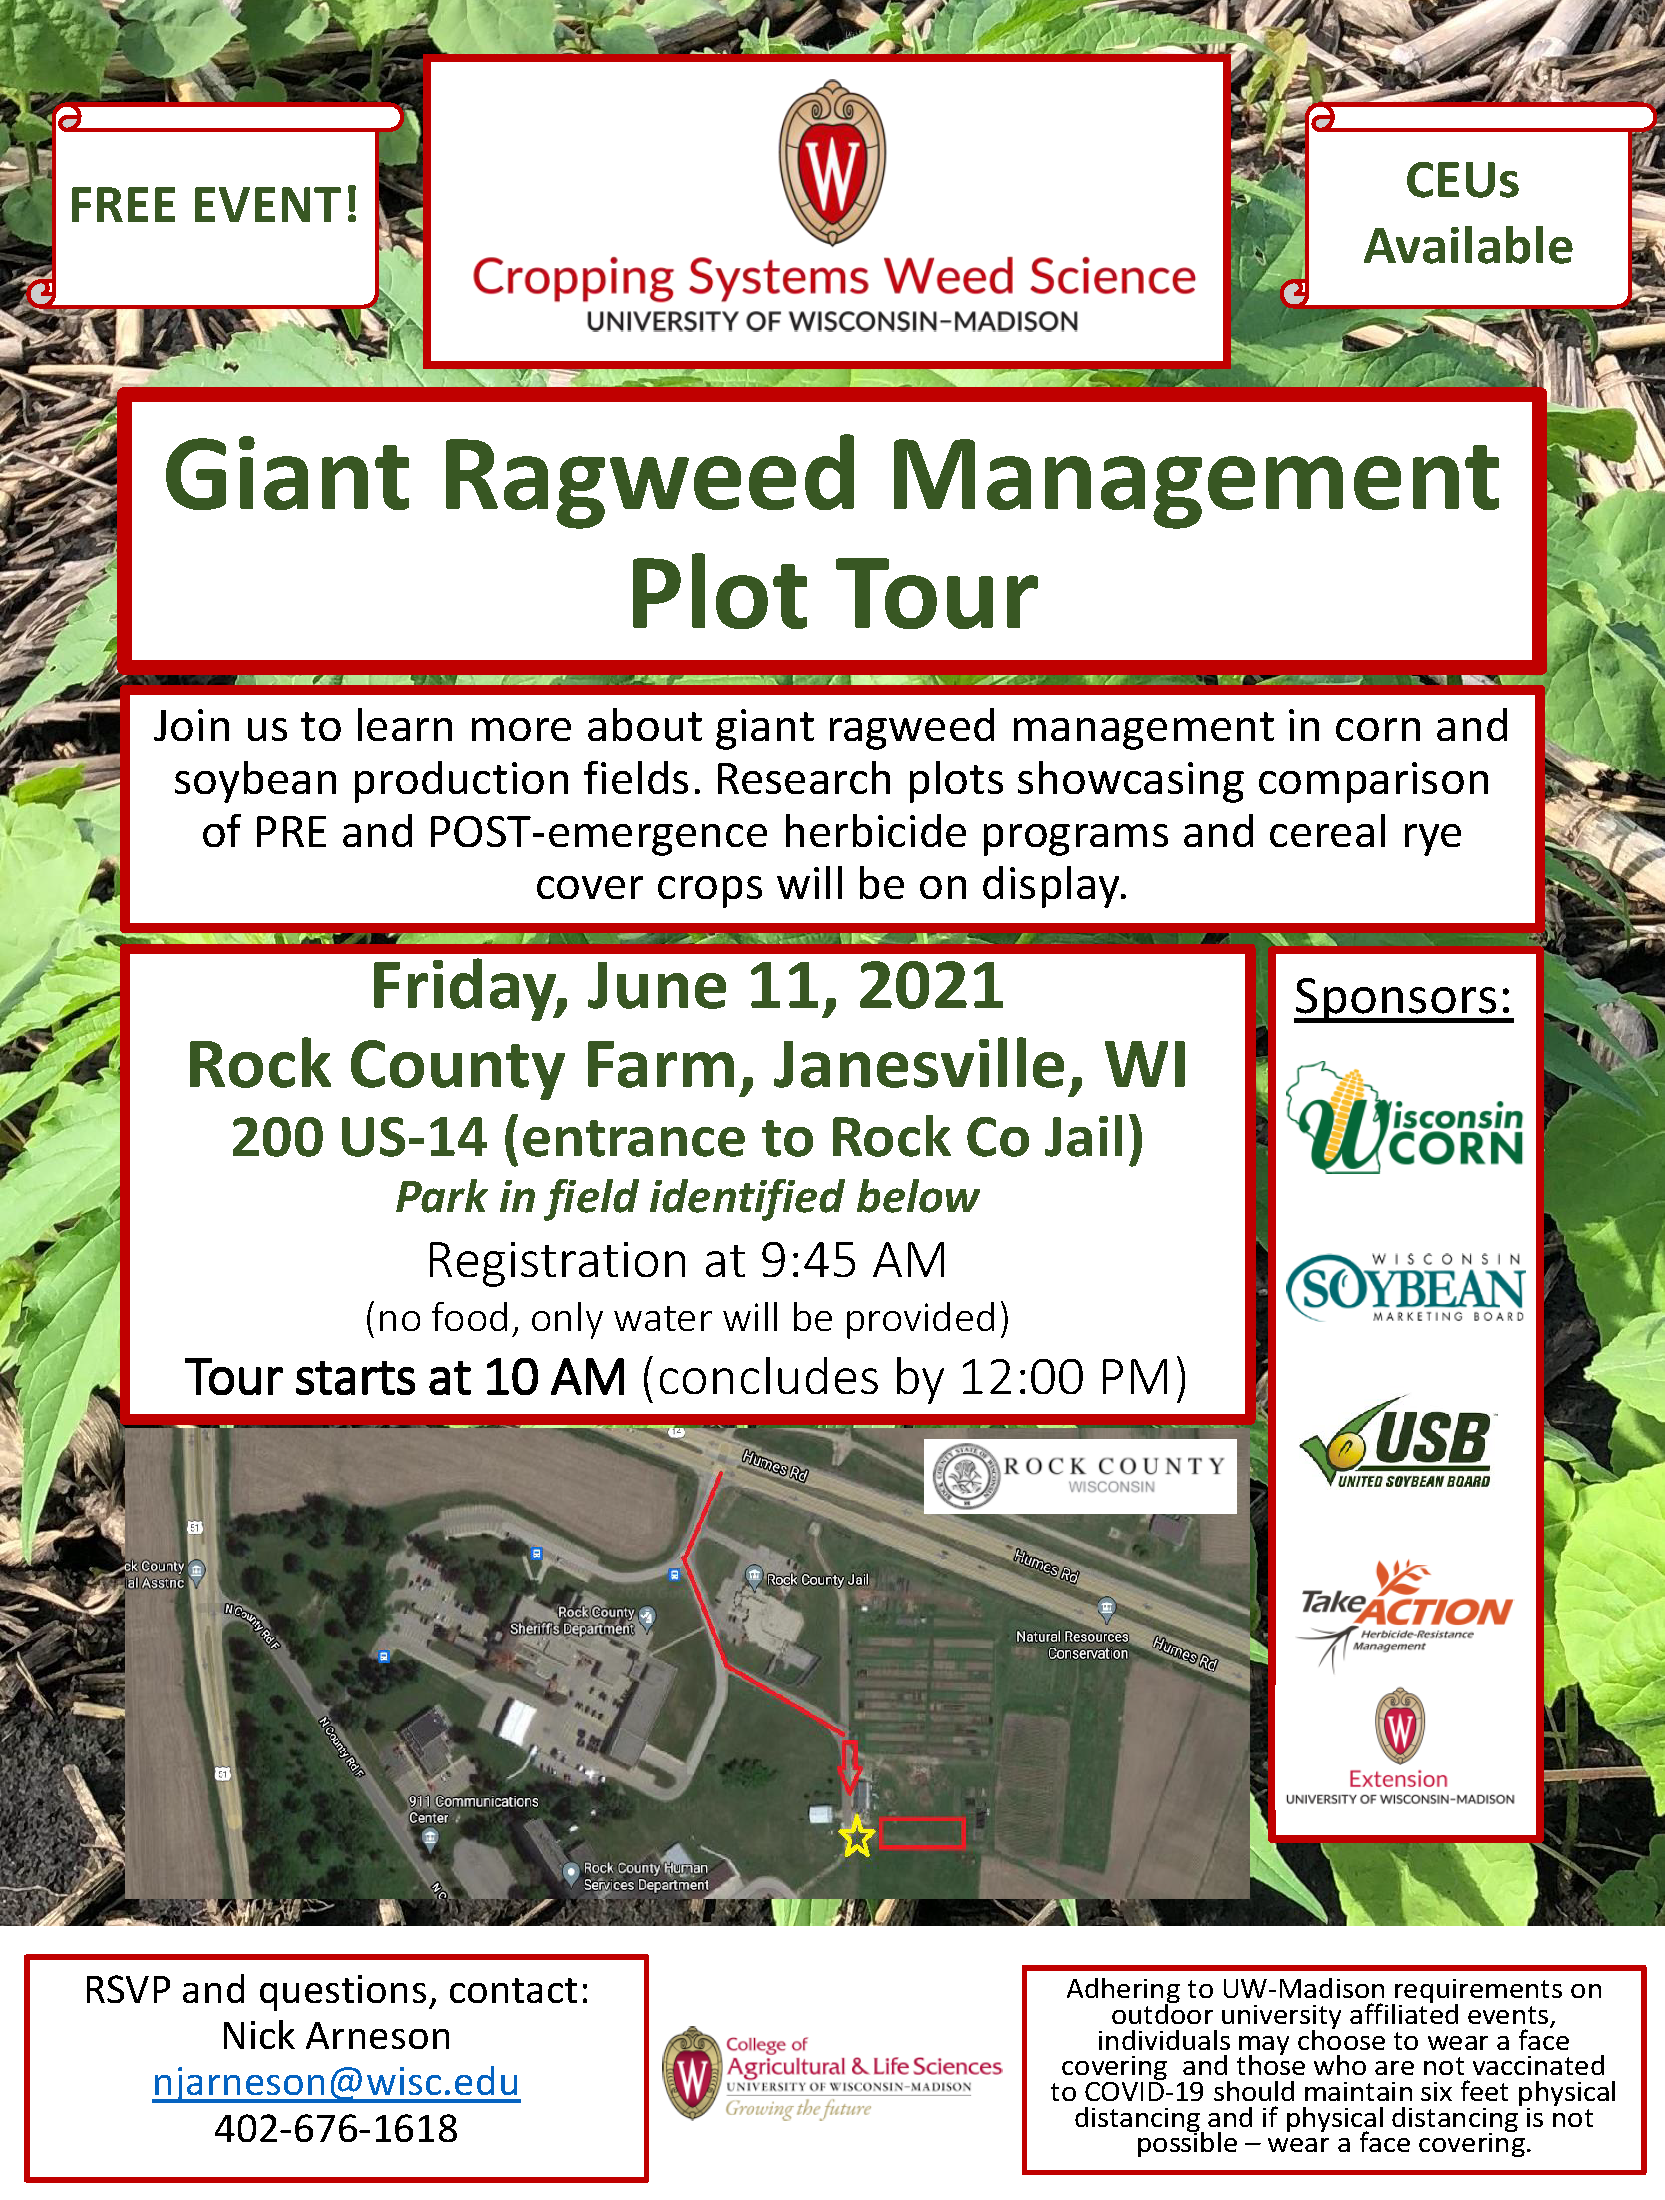 FREE EVENT!
W
Cropping Systems Weed Science
UNIVERSITY OF WISCONSIN-MADISON
CEUs
Available
Giant Ragweed Management
Plot Tour
Join us to learn more about giant ragweed management in corn and
soybean production fields. Research plots showcasing comparison
of PRE and POST-emergence herbicide programs and cereal rye
cover crops will be on display.
Friday, June 11, 2021
Rock County Farm, Janesville, WI
200 US-14 (entrance to Rock Co Jail)
Park in field identified below
Registration at 9:45 AM
(no food, only water will be provided)
Tour starts at 10 AM (concludes by 12:00 PM)
Sponsors:
Wisconsin
CORN
WISCONSIN
SOYBEAN
MARKETING BOARD
USB
UNITED SOYBEAN BOARD
Take ACTION
Herbicide-Resistance
Management
W
Extension
UNIVERSITY OF WISCONSIN-MADISON
14
Humes Rd
ROCK COUNTY
WISCONSIN
51
ck County
ial Asstnc
N County Rd F
Rock County
Sheriff's Department
Rock County Jail
Humes Rd
Natural Resources
Conservation
Humes Rd
N County Rd F
51
911 Communications
Center
Rock County Human
Services Department
N C
RSVP and questions, contact:
Nick Arneson
njarneson@wisc.edu
402-676-1618
W
College of
Agricultural & Life Sciences
UNIVERSITY OF WISCONSIN-MADISON
Growing the future
Adhering to UW-Madison requirements on
outdoor university affiliated events,
individuals may choose to wear a face
covering and those who are not vaccinated
to COVID-19 should maintain six feet physical
distancing and if physical distancing is not
possible – wear a face covering.